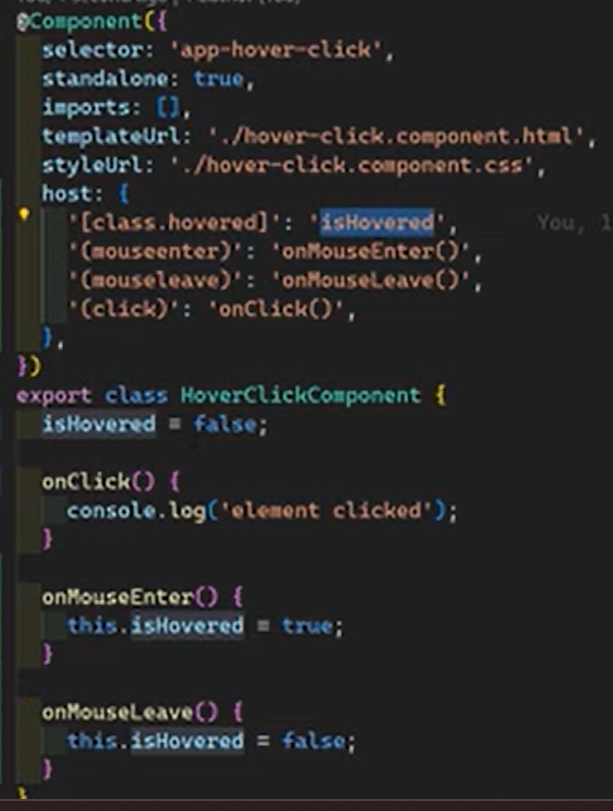 @Component({
selector: 'app-hover-click',
standalone: true,
imports: [],
templateUrl: './hover-click.component.html',
styleUrl: './hover-click.component.css',
host: {
'[class.hovered]': 'isHovered', You, 1
'(mouseenter)': 'onMouseEnter()',
'(mouseleave)': 'onMouseLeave()',
'(click)': 'onClick()',
},
})
export class HoverClickComponent {
isHovered = false;
onClick() {
console.log('element clicked');
}
onMouseEnter() {
this.isHovered = true;
}
onMouseLeave() {
this.isHovered = false;
}
}